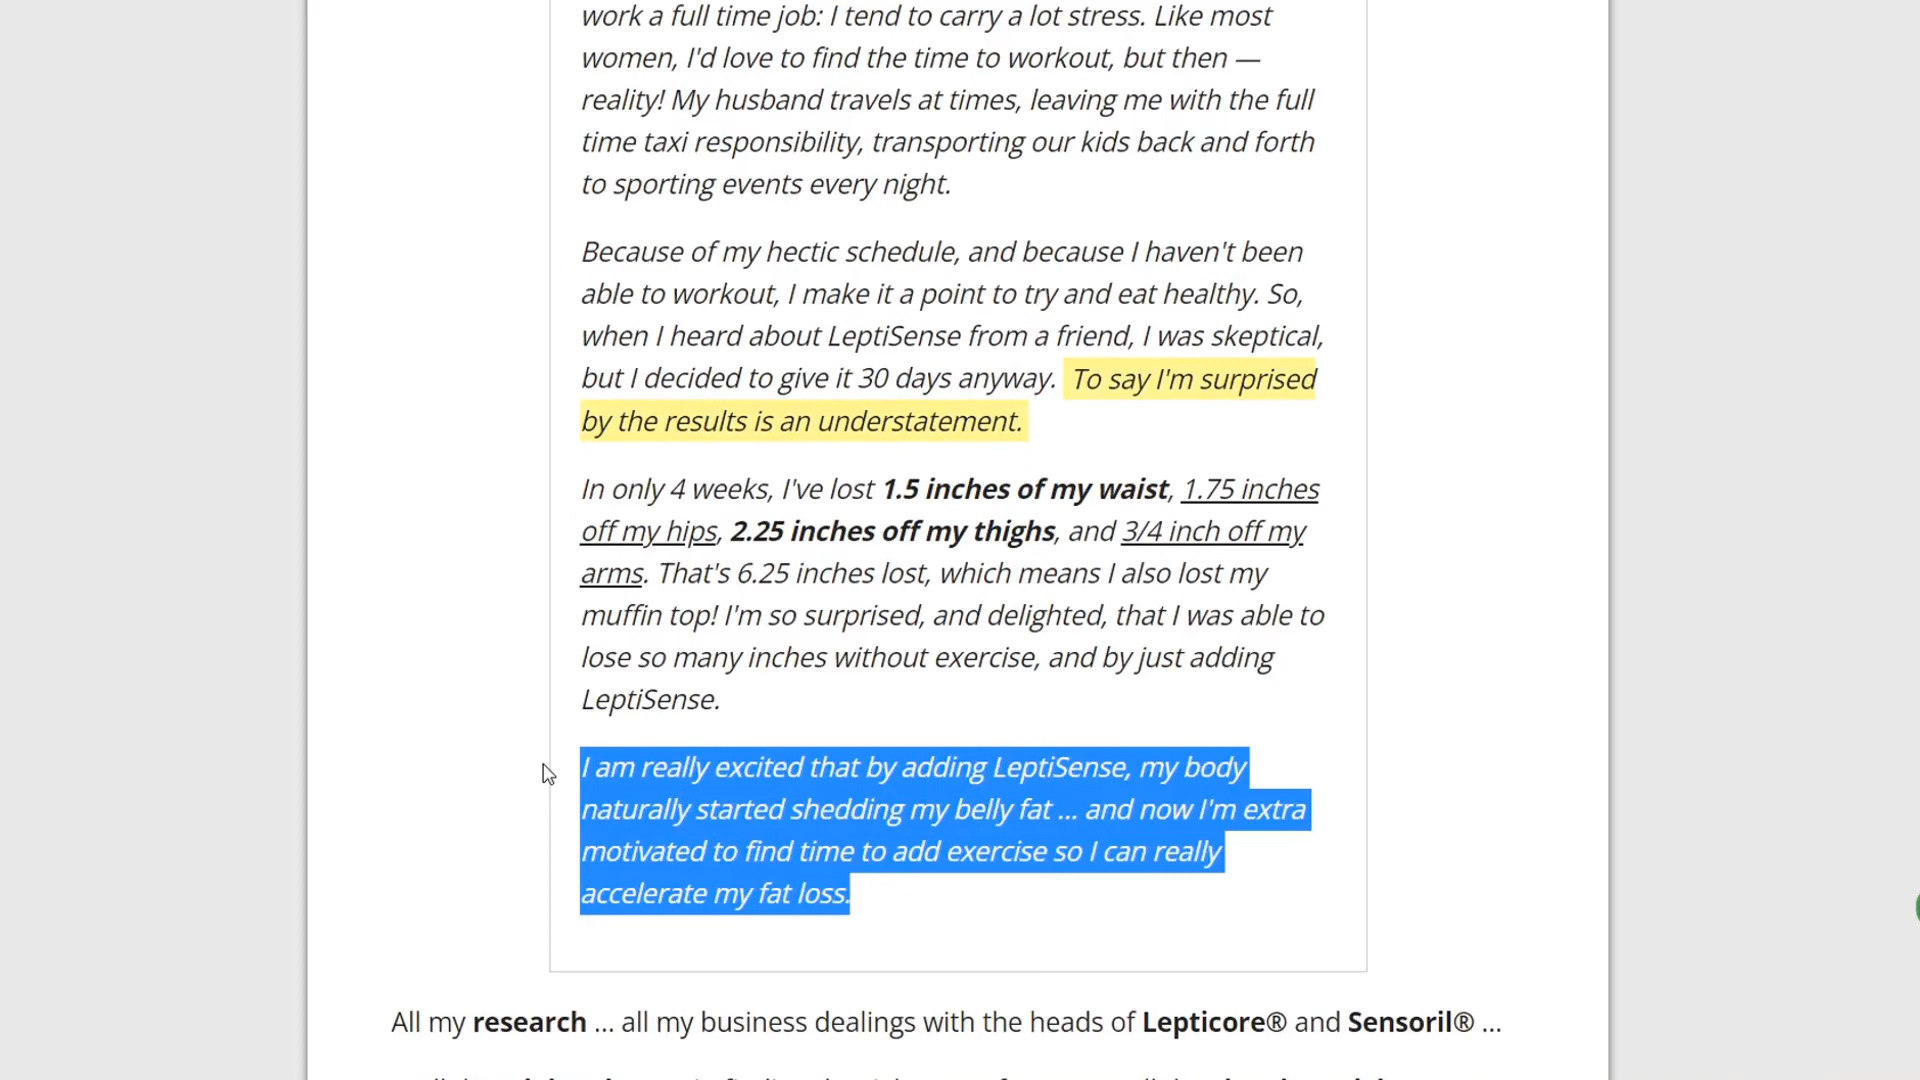 work a full time job: I tend to carry a lot stress. Like most
women, I'd love to find the time to workout, but then —
reality! My husband travels at times, leaving me with the full
time taxi responsibility, transporting our kids back and forth
to sporting events every night.
Because of my hectic schedule, and because I haven't been
able to workout, I make it a point to try and eat healthy. So,
when I heard about LeptiSense from a friend, I was skeptical,
but I decided to give it 30 days anyway. To say I'm surprised
by the results is an understatement.
In only 4 weeks, I've lost 1.5 inches of my waist, 1.75 inches
off my hips, 2.25 inches off my thighs, and 3/4 inch off my
arms. That's 6.25 inches lost, which means I also lost my
muffin top! I'm so surprised, and delighted, that I was able to
lose so many inches without exercise, and by just adding
LeptiSense.
I am really excited that by adding LeptiSense, my body
naturally started shedding my belly fat ... and now I'm extra
motivated to find time to add exercise so I can really
accelerate my fat loss.
All my research ... all my business dealings with the heads of Lepticore® and Sensoril® ...